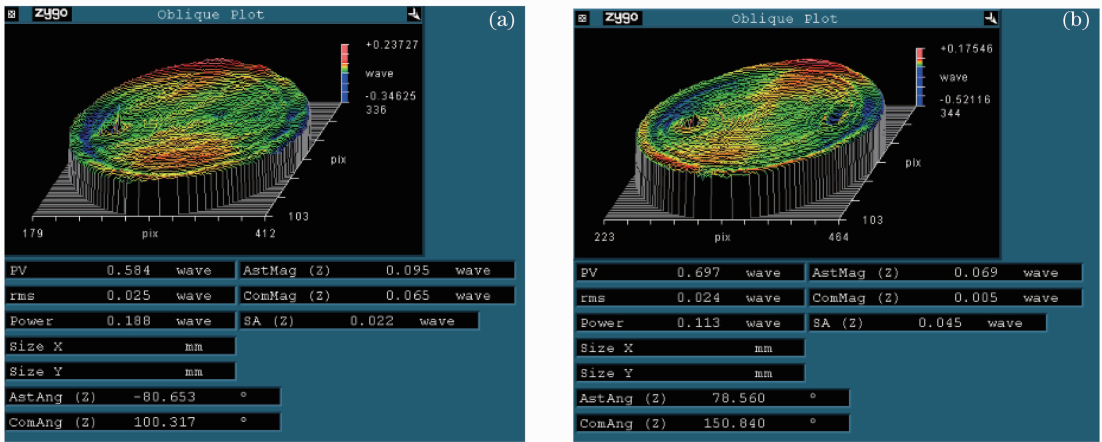 zygo Oblique Plot (a)
+0.23727
wave
-0.34625
336
pix
103
179 pix 412
PV 0.584 wave AstMag (Z) 0.095 wave
rms 0.025 wave ComMag (Z) 0.065 wave
Power 0.188 wave SA (Z) 0.022 wave
Size X mm
Size Y mm
AstAng (Z) -80.653 °
ComAng (Z) 100.317 °
zygo Oblique Plot (b)
+0.17546
wave
-0.52116
344
pix
103
223 pix 464
PV 0.697 wave AstMag (Z) 0.069 wave
rms 0.024 wave ComMag (Z) 0.005 wave
Power 0.113 wave SA (Z) 0.045 wave
Size X mm
Size Y mm
AstAng (Z) 78.560 °
ComAng (Z) 150.840 °